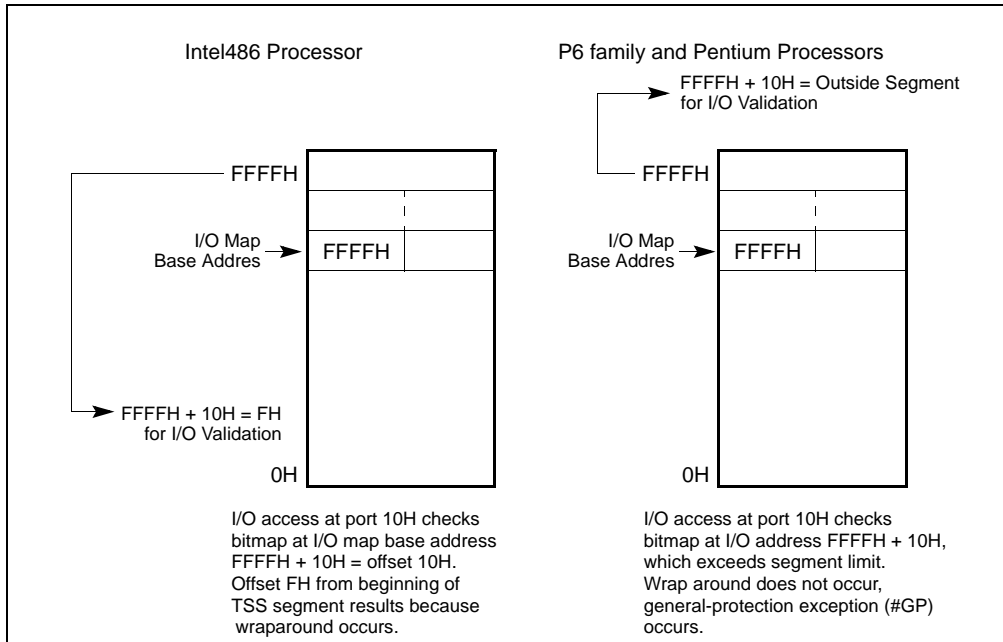 Intel486 Processor
FFFFH
I/O Map
Base Addres
FFFFH
FFFFH + 10H = FH
for I/O Validation
0H
I/O access at port 10H checks
bitmap at I/O map base address
FFFFH + 10H = offset 10H.
Offset FH from beginning of
TSS segment results because
wraparound occurs.
P6 family and Pentium Processors
FFFFH + 10H = Outside Segment
for I/O Validation
FFFFH
I/O Map
Base Addres
FFFFH
0H
I/O access at port 10H checks
bitmap at I/O address FFFFH + 10H,
which exceeds segment limit.
Wrap around does not occur,
general-protection exception (#GP)
occurs.